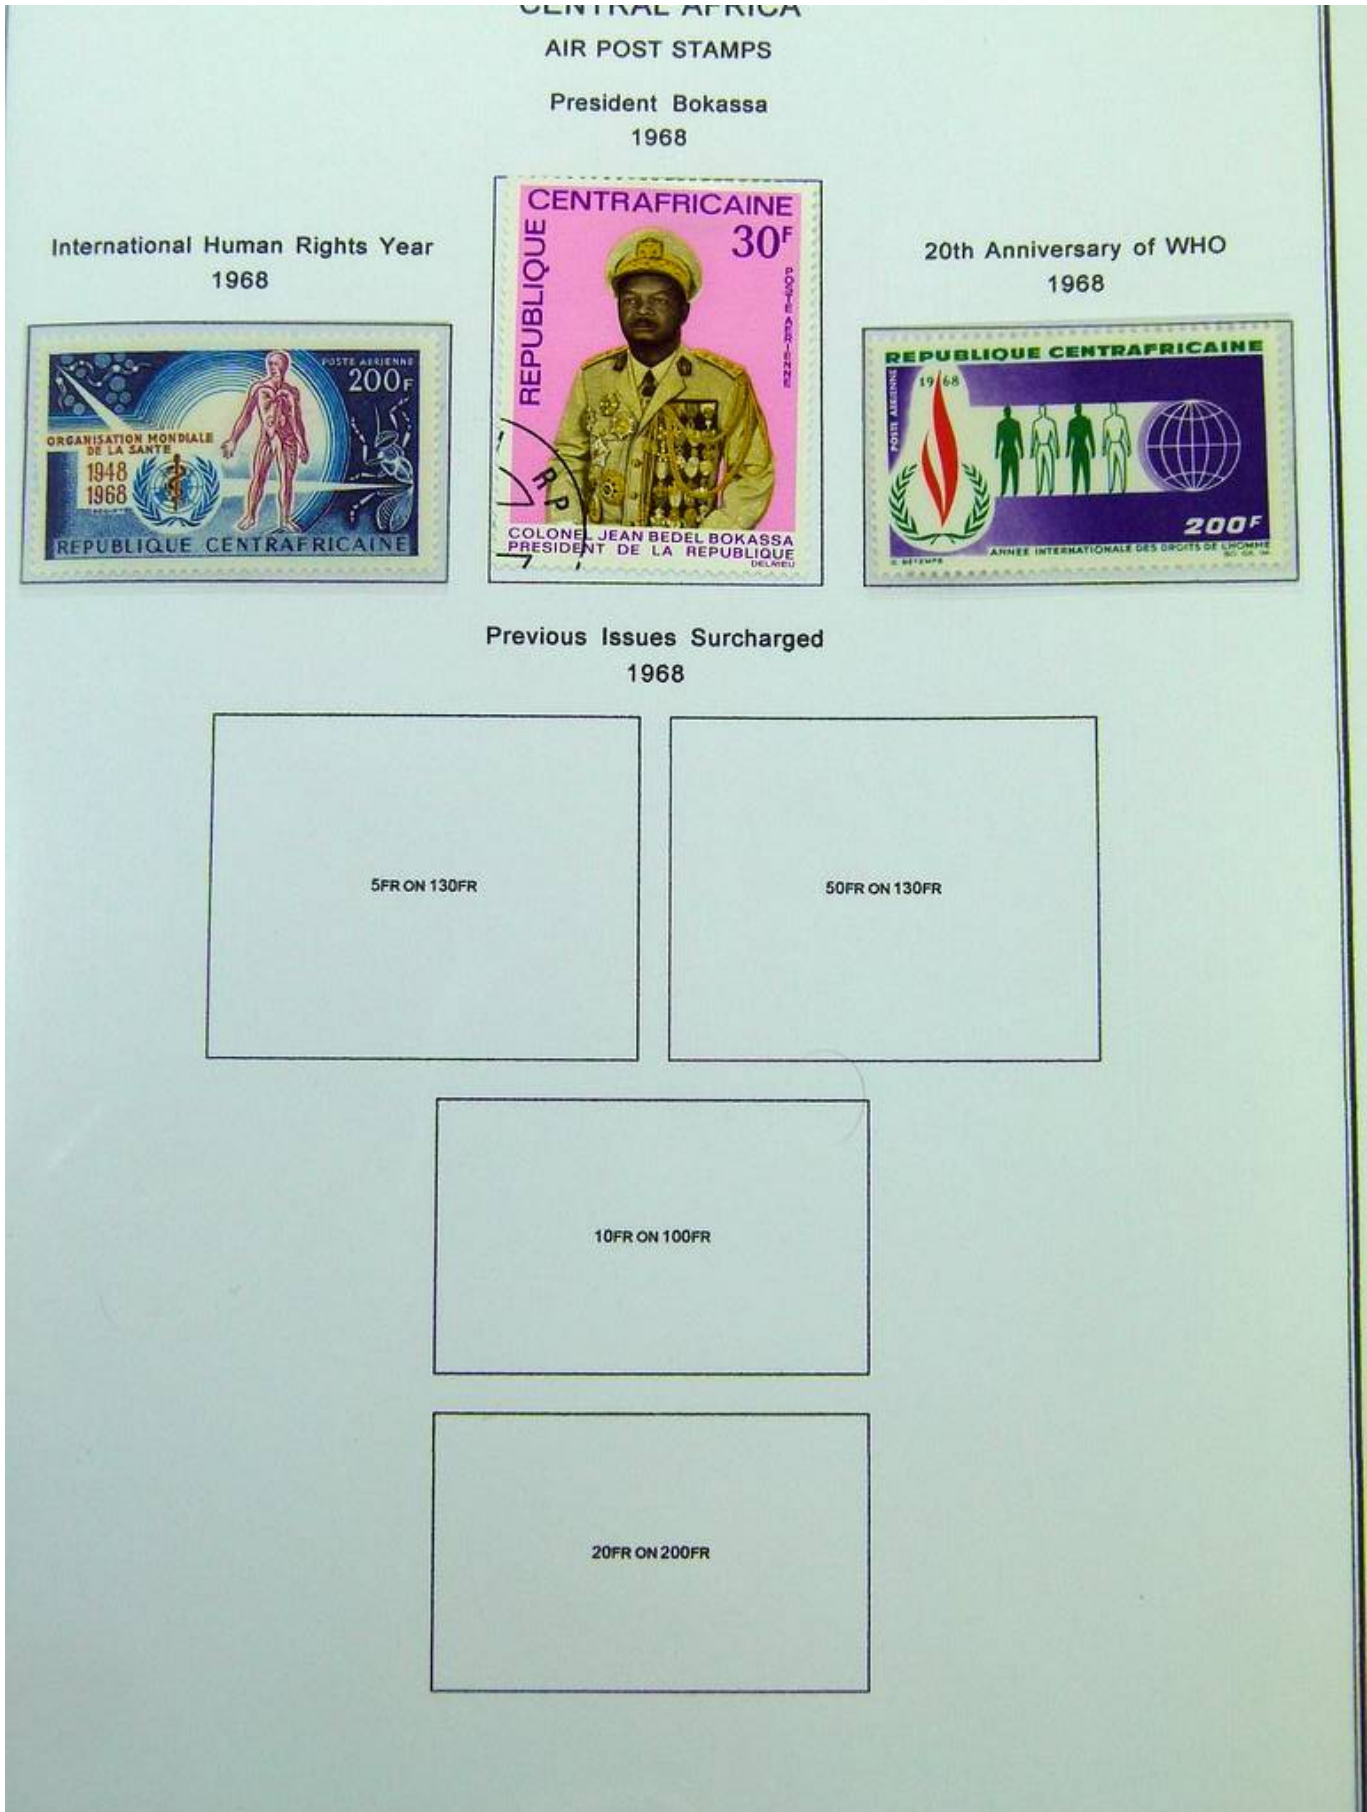 CENTRAL AFRICA
AIR POST STAMPS
President Bokassa
1968
International Human Rights Year
1968
POSTE AERIENNE
200F
ORGANISATION MONDIALE
DE LA SANTE
1948
1968
REPUBLIQUE CENTRAFRICAINE
REPUBLIQUE
CENTRAFRICAINE
30F
POSTE AERIENNE
RP
COLONEL JEAN BEDEL BOKASSA
PRESIDENT DE LA REPUBLIQUE
DELRIEU
20th Anniversary of WHO
1968
REPUBLIQUE CENTRAFRICAINE
POSTE AERIENNE
1968
200F
ANNEE INTERNATIONALE DES DROITS DE L'HOMME
Previous Issues Surcharged
1968
5FR ON 130FR
50FR ON 130FR
10FR ON 100FR
20FR ON 200FR